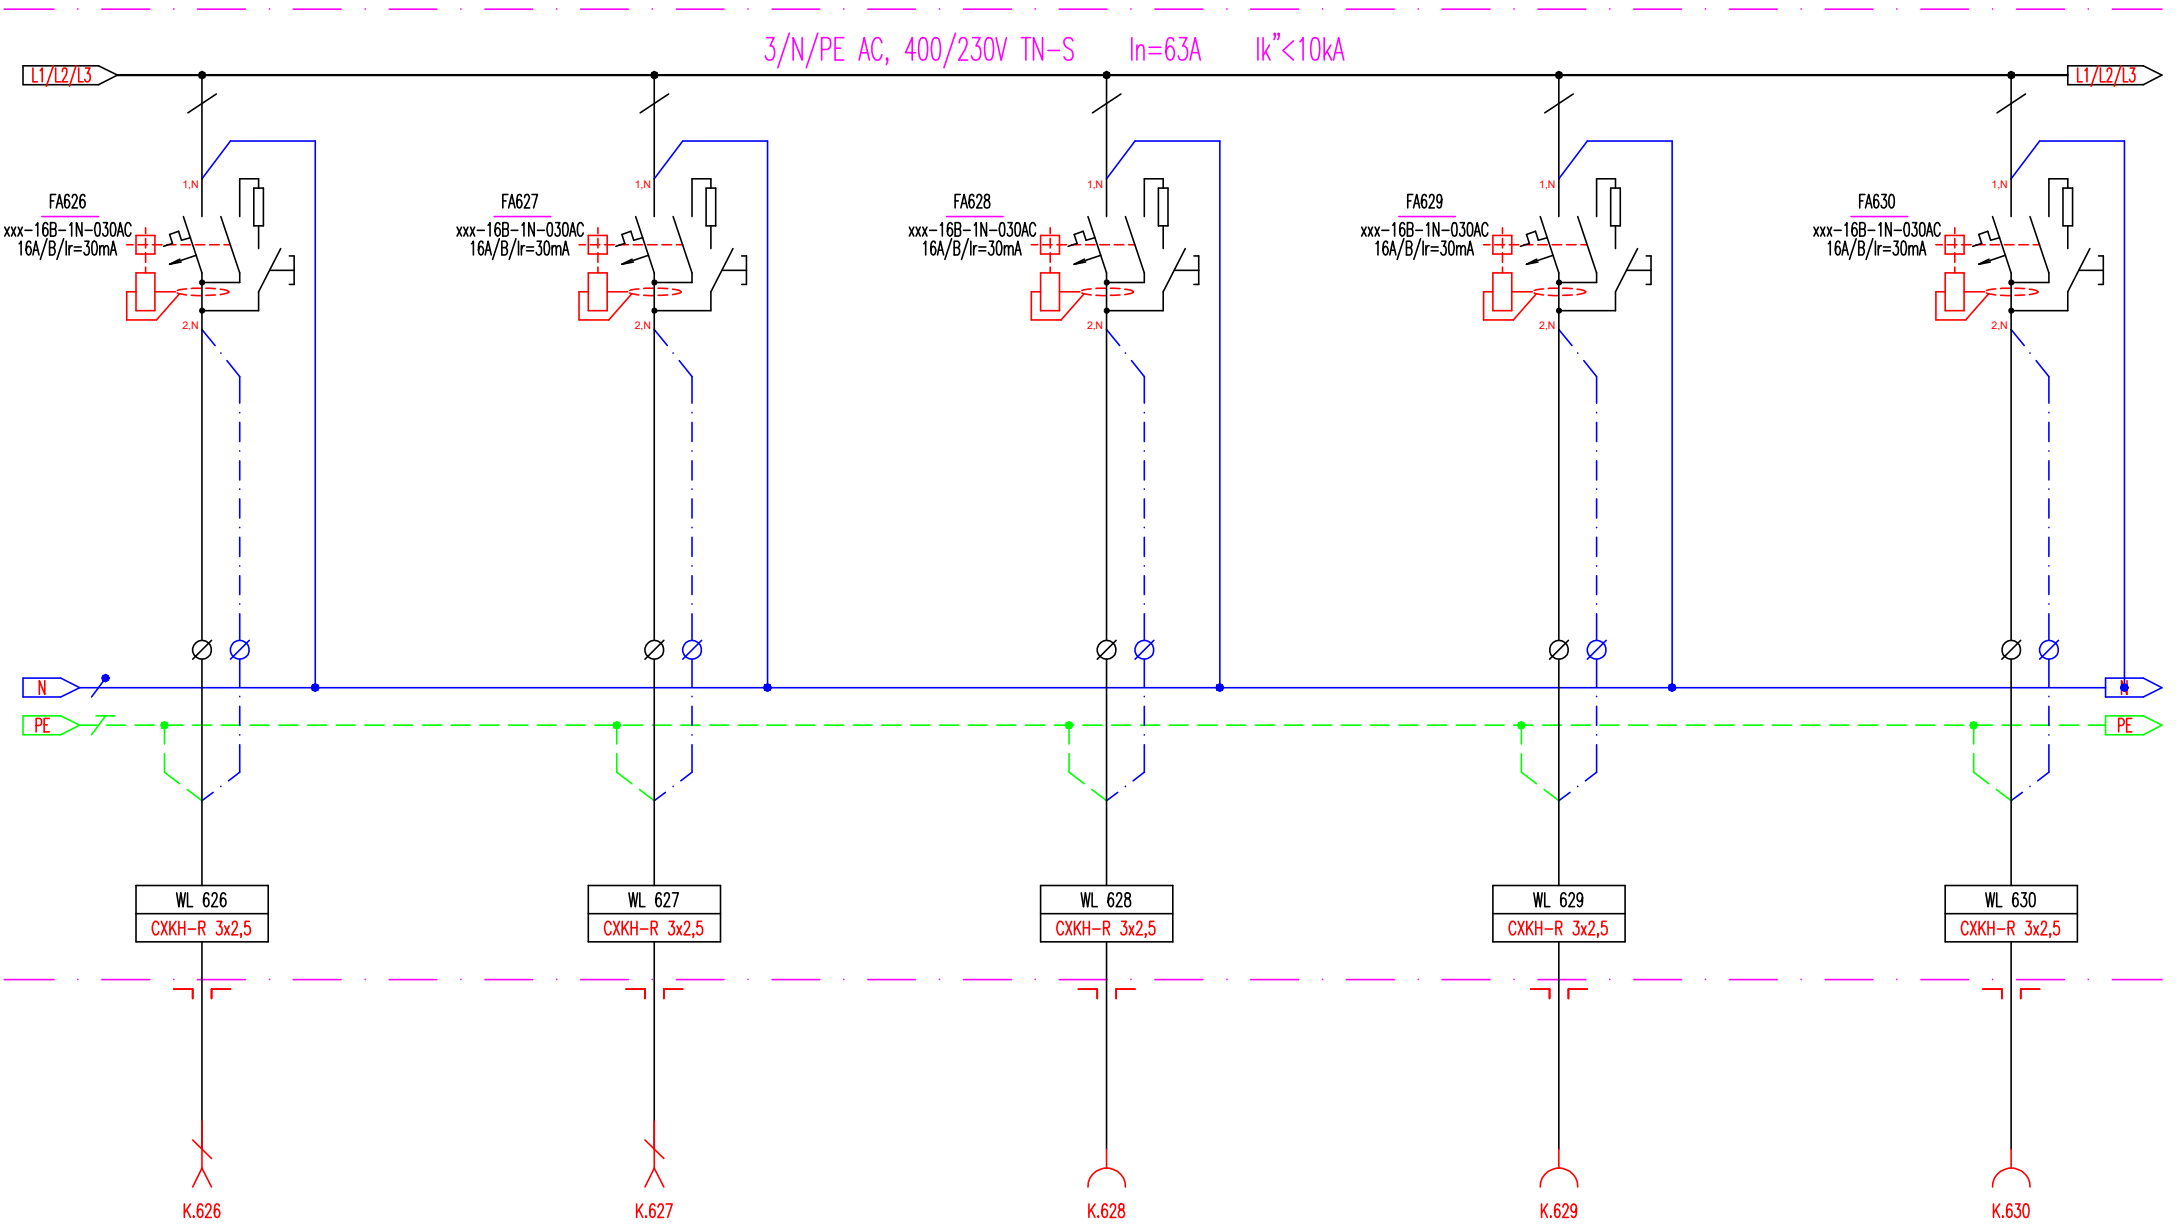 3/N/PE AC, 400/230V TN-S In=63A Ik"<10kA
L1/L2/L3 L1/L2/L3
1,N 1,N 1,N 1,N 1,N
FA626 FA627 FA628 FA629 FA630
xxx-16B-1N-030AC xxx-16B-1N-030AC xxx-16B-1N-030AC xxx-16B-1N-030AC xxx-16B-1N-030AC
16A/B/Ir=30mA 16A/B/Ir=30mA 16A/B/Ir=30mA 16A/B/Ir=30mA 16A/B/Ir=30mA
2,N 2,N 2,N 2,N 2,N
N N
PE PE
WL 626 WL 627 WL 628 WL 629 WL 630
CXKH-R 3x2,5 CXKH-R 3x2,5 CXKH-R 3x2,5 CXKH-R 3x2,5 CXKH-R 3x2,5
K.626 K.627 K.628 K.629 K.630